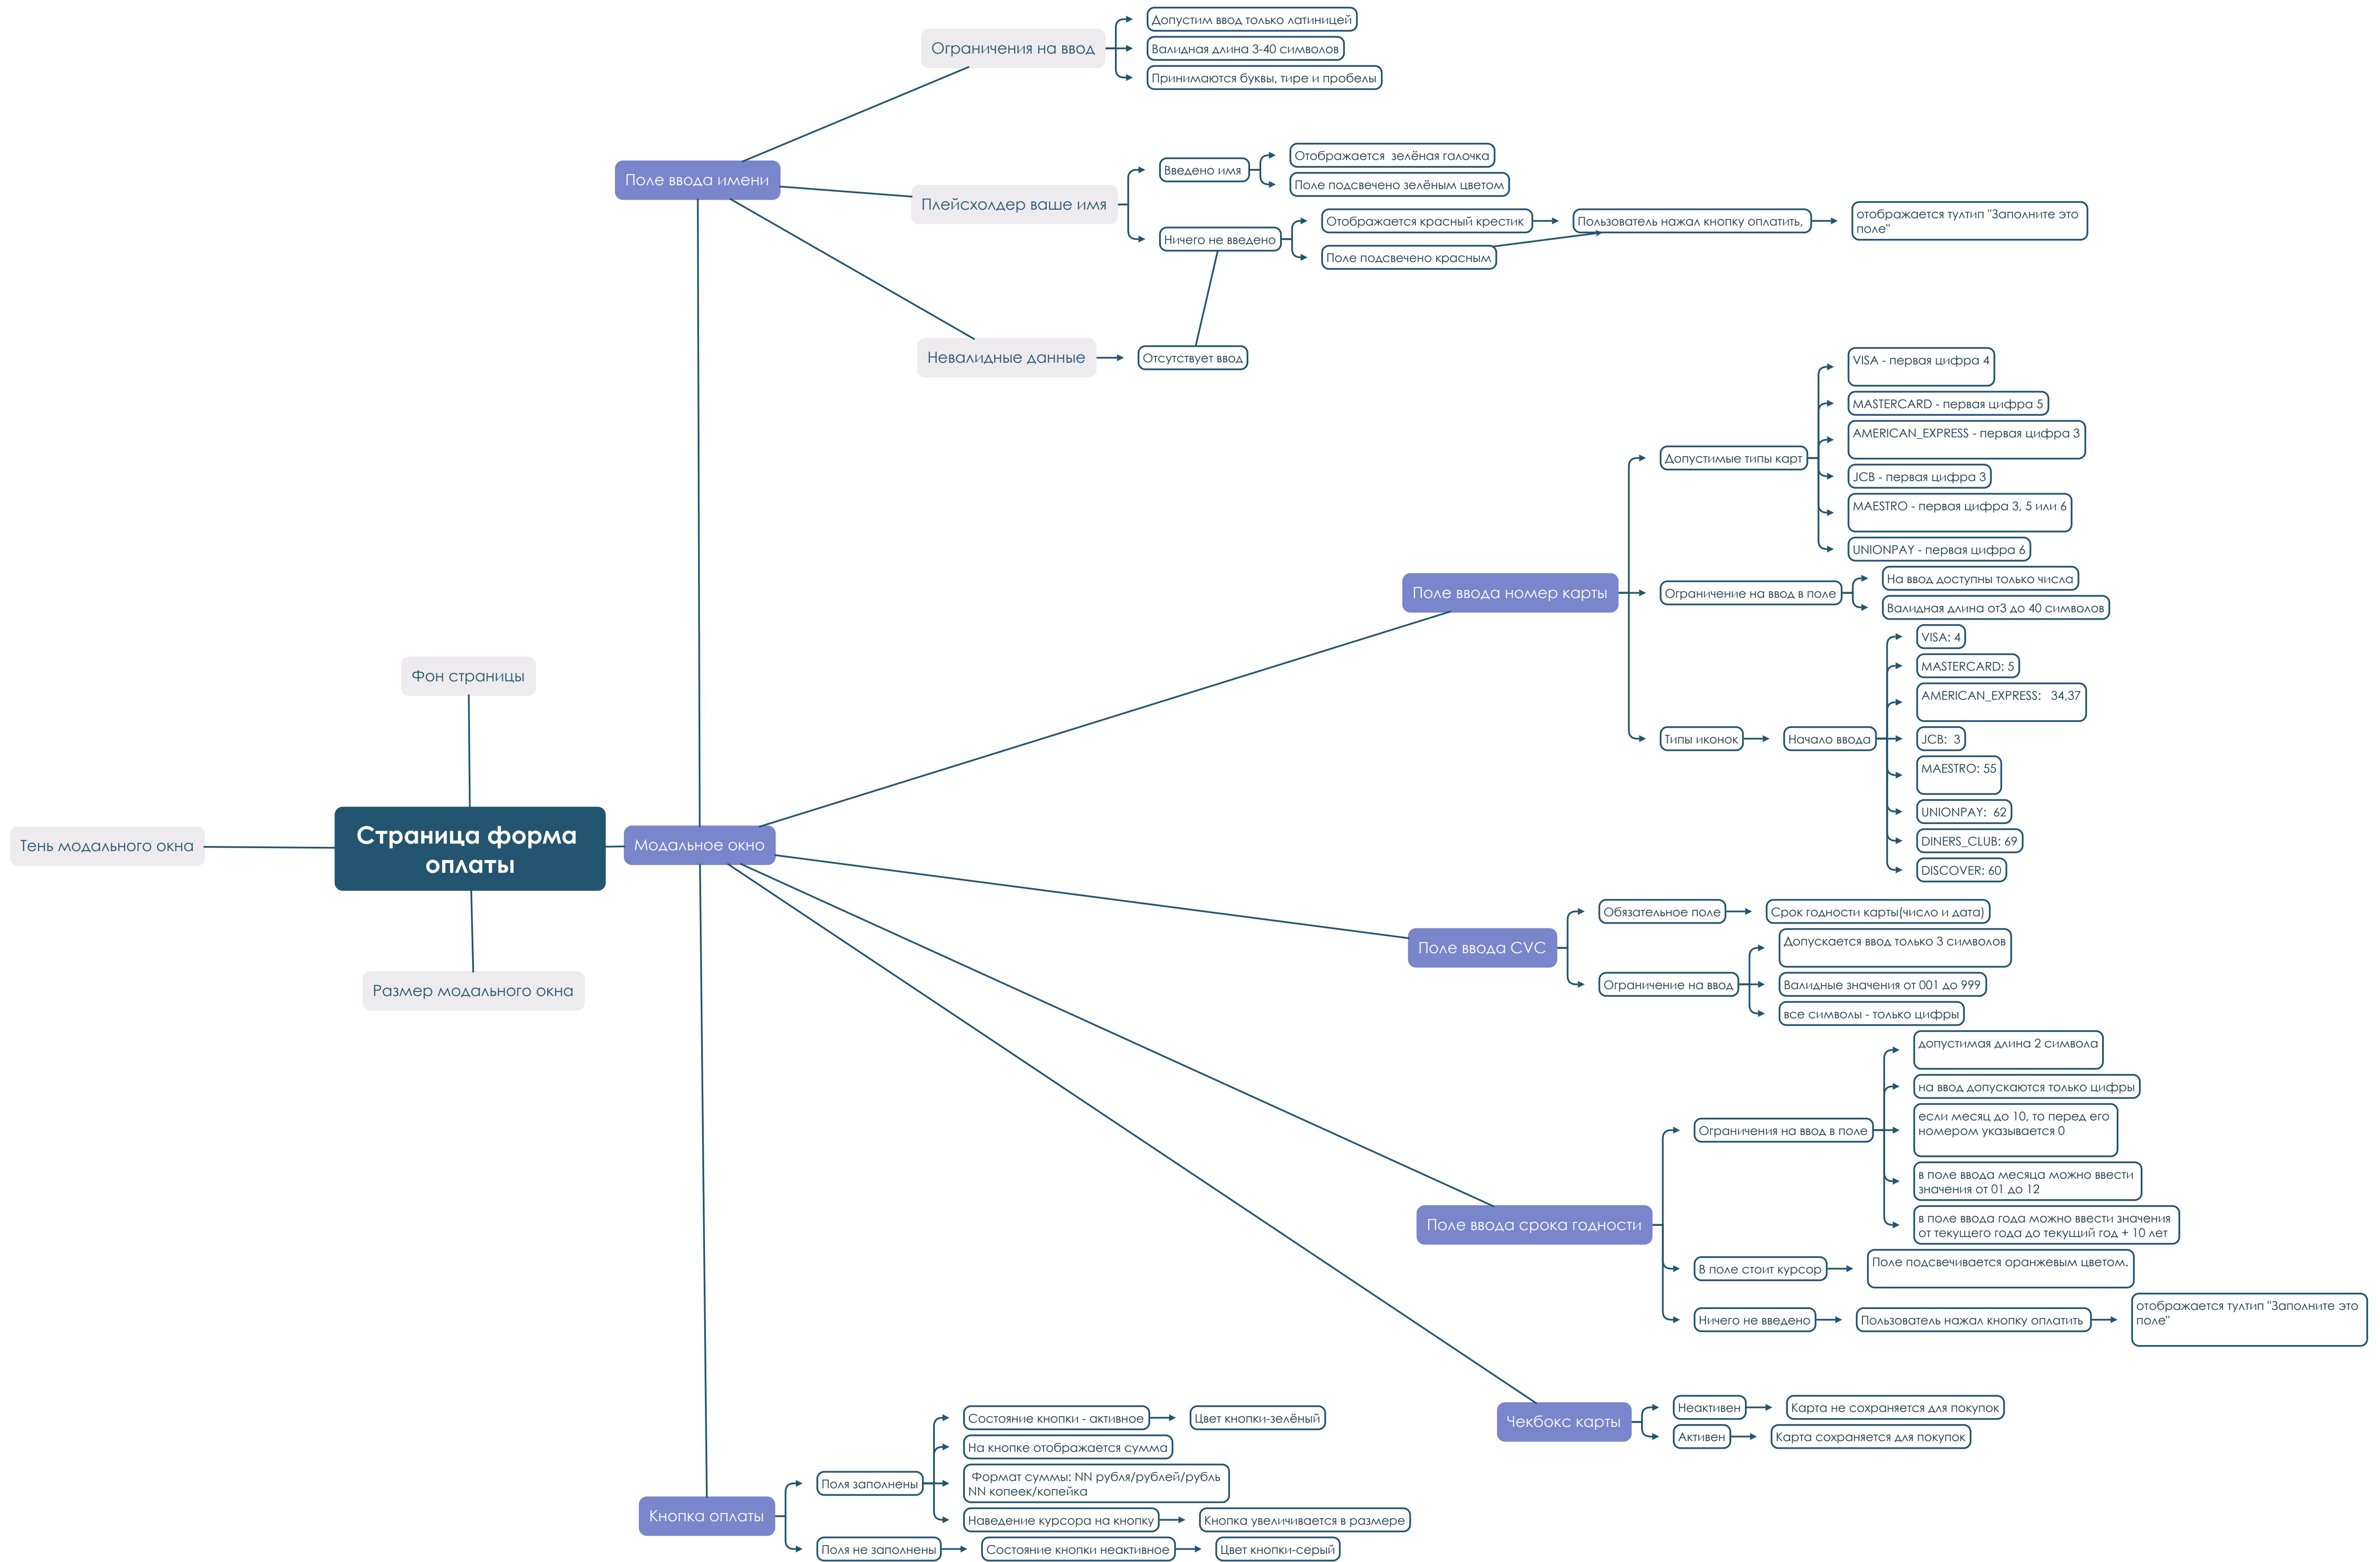 Допустим ввод только латиницей
Ограничения на ввод
Валидная длина 3-40 символов
Принимаются буквы, тире и пробелы
Поле ввода имени
Плейсхолдер ваше имя
Введено имя
Отображается  зелёная галочка
Поле подсвечено зелёным цветом
Ничего не введено
Отображается красный крестик
Поле подсвечено красным
Пользователь нажал кнопку оплатить,
отображается тултип "Заполните это
поле"
Невалидные данные
Отсутствует ввод
Поле ввода номер карты
Допустимые типы карт
VISA - первая цифра 4
MASTERCARD - первая цифра 5
AMERICAN_EXPRESS - первая цифра 3
JCB - первая цифра 3
MAESTRO - первая цифра 3, 5 или 6
UNIONPAY - первая цифра 6
Ограничение на ввод в поле
На ввод доступны только числа
Валидная длина от3 до 40 символов
Типы иконок
Начало ввода
VISA: 4
MASTERCARD: 5
AMERICAN_EXPRESS:   34,37
JCB:  3
MAESTRO: 55
UNIONPAY:  62
DINERS_CLUB: 69
DISCOVER: 60
Фон страницы
Тень модального окна
Страница форма
оплаты
Модальное окно
Размер модального окна
Поле ввода CVC
Обязательное поле
Срок годности карты(число и дата)
Ограничение на ввод
Допускается ввод только 3 символов
Валидные значения от 001 до 999
все символы - только цифры
Поле ввода срока годности
Ограничения на ввод в поле
допустимая длина 2 символа
на ввод допускаются только цифры
если месяц до 10, то перед его
номером указывается 0
в поле ввода месяца можно ввести
значения от 01 до 12
в поле ввода года можно ввести значения
от текущего года до текущий год + 10 лет
В поле стоит курсор
Поле подсвечивается оранжевым цветом.
Ничего не введено
Пользователь нажал кнопку оплатить
отображается тултип "Заполните это
поле"
Чекбокс карты
Неактивен
Карта не сохраняется для покупок
Активен
Карта сохраняется для покупок
Кнопка оплаты
Поля заполнены
Состояние кнопки - активное
Цвет кнопки-зелёный
На кнопке отображается сумма
Формат суммы: NN рубля/рублей/рубль
NN копеек/копейка
Наведение курсора на кнопку
Кнопка увеличивается в размере
Поля не заполнены
Состояние кнопки неактивное
Цвет кнопки-серый